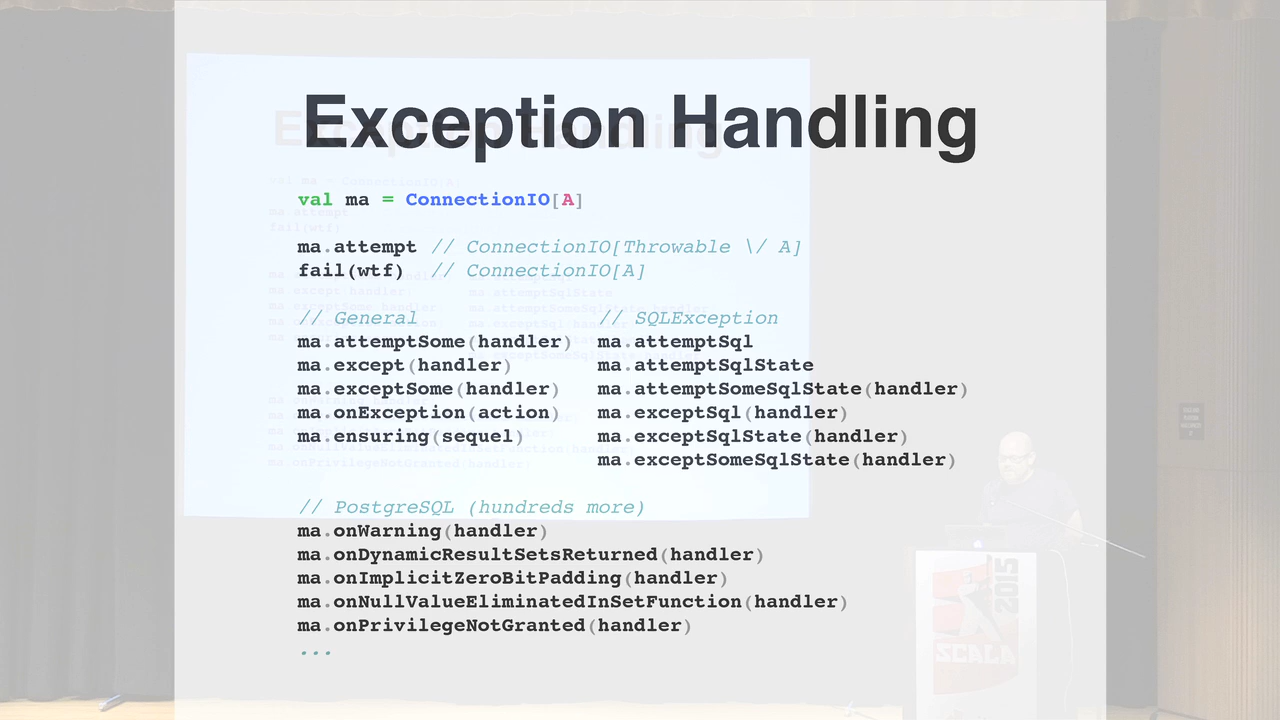 Exception Handling
val ma = ConnectionIO[A]
ma.attempt // ConnectionIO[Throwable \/ A]
fail(wtf) // ConnectionIO[A]
// General
ma.attemptSome(handler)
ma.except(handler)
ma.exceptSome(handler)
ma.onException(action)
ma.ensuring(sequel)
// SQLException
ma.attemptSql
ma.attemptSqlState
ma.attemptSomeSqlState(handler)
ma.exceptSql(handler)
ma.exceptSqlState(handler)
ma.exceptSomeSqlState(handler)
// PostgreSQL (hundreds more)
ma.onWarning(handler)
ma.onDynamicResultSetsReturned(handler)
ma.onImplicitZeroBitPadding(handler)
ma.onNullValueEliminatedInSetFunction(handler)
ma.onPrivilegeNotGranted(handler)
...
2015
SCALA